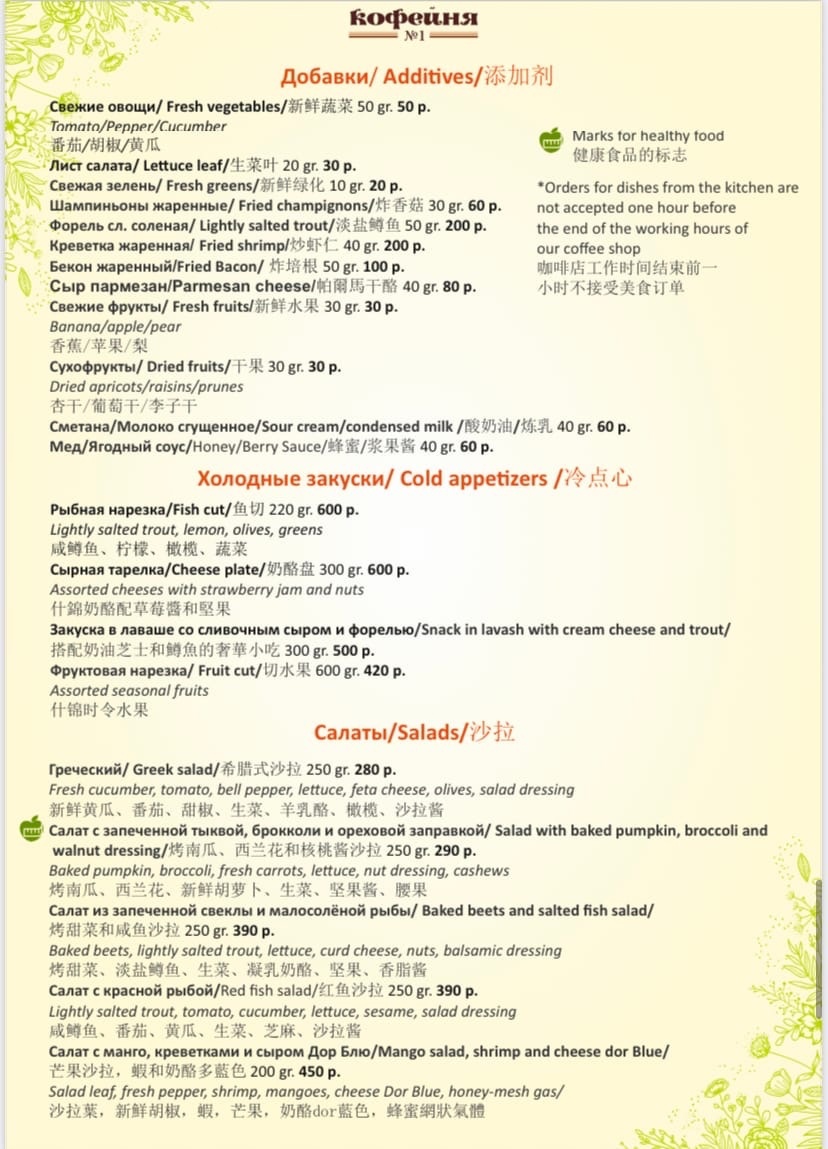 кофейня
№1
Добавки/ Additives/添加剂
Свежие овощи/ Fresh vegetables/新鲜蔬菜 50 gr. 50 р.
Tomato/Pepper/Cucumber
番茄/胡椒/黄瓜
Лист салата/ Lettuce leaf/生菜叶 20 gr. 30 р.
Свежая зелень/ Fresh greens/新鲜绿化 10 gr. 20 р.
Шампиньоны жаренные/ Fried champignons/炸香菇 30 gr. 60 р.
Форель сл. соленая/ Lightly salted trout/淡盐鳟鱼 50 gr. 200 р.
Креветка жаренная/ Fried shrimp/炒虾仁 40 gr. 200 р.
Бекон жаренный/Fried Bacon/ 炸培根 50 gr. 100 р.
Сыр пармезан/Parmesan cheese/帕爾馬干酪 40 gr. 80 р.
Свежие фрукты/ Fresh fruits/新鲜水果 30 gr. 30 р.
Banana/apple/pear
香蕉/苹果/梨
Сухофрукты/ Dried fruits/干果 30 gr. 30 р.
Dried apricots/raisins/prunes
杏干/葡萄干/李子干
Сметана/Молоко сгущенное/Sour cream/condensed milk /酸奶油/炼乳 40 gr. 60 р.
Мед/Ягодный соус/Honey/Berry Sauce/蜂蜜/浆果酱 40 gr. 60 р.
Marks for healthy food
健康食品的标志
*Orders for dishes from the kitchen are
not accepted one hour before
the end of the working hours of
our coffee shop
咖啡店工作时间结束前一
小时不接受美食订单
Холодные закуски/ Cold appetizers /冷点心
Рыбная нарезка/Fish cut/鱼切 220 gr. 600 р.
Lightly salted trout, lemon, olives, greens
咸鳟鱼、柠檬、橄榄、蔬菜
Сырная тарелка/Cheese plate/奶酪盘 300 gr. 600 р.
Assorted cheeses with strawberry jam and nuts
什錦奶酪配草莓醬和堅果
Закуска в лаваше со сливочным сыром и форелью/Snack in lavash with cream cheese and trout/
搭配奶油芝士和鳟魚的奢華小吃 300 gr. 500 р.
Фруктовая нарезка/ Fruit cut/切水果 600 gr. 420 р.
Assorted seasonal fruits
什锦时令水果
Салаты/Salads/沙拉
Греческий/ Greek salad/希腊式沙拉 250 gr. 280 р.
Fresh cucumber, tomato, bell pepper, lettuce, feta cheese, olives, salad dressing
新鲜黄瓜、番茄、甜椒、生菜、羊乳酪、橄榄、沙拉酱
Салат с запеченной тыквой, брокколи и ореховой заправкой/ Salad with baked pumpkin, broccoli and
walnut dressing/烤南瓜、西兰花和核桃酱沙拉 250 gr. 290 р.
Baked pumpkin, broccoli, fresh carrots, lettuce, nut dressing, cashews
烤南瓜、西兰花、新鲜胡萝卜、生菜、坚果酱、腰果
Салат из запеченной свеклы и малосолёной рыбы/ Baked beets and salted fish salad/
烤甜菜和咸鱼沙拉 250 gr. 390 р.
Baked beets, lightly salted trout, lettuce, curd cheese, nuts, balsamic dressing
烤甜菜、淡盐鳟鱼、生菜、凝乳奶酪、坚果、香脂酱
Салат с красной рыбой/Red fish salad/红鱼沙拉 250 gr. 390 р.
Lightly salted trout, tomato, cucumber, lettuce, sesame, salad dressing
咸鳟鱼、番茄、黄瓜、生菜、芝麻、沙拉酱
Салат с манго, креветками и сыром Дор Блю/Mango salad, shrimp and cheese dor Blue/
芒果沙拉，蝦和奶酪多藍色 200 gr. 450 р.
Salad leaf, fresh pepper, shrimp, mangoes, cheese Dor Blue, honey-mesh gas/
沙拉葉，新鮮胡椒，蝦，芒果，奶酪dor藍色，蜂蜜網狀氣體